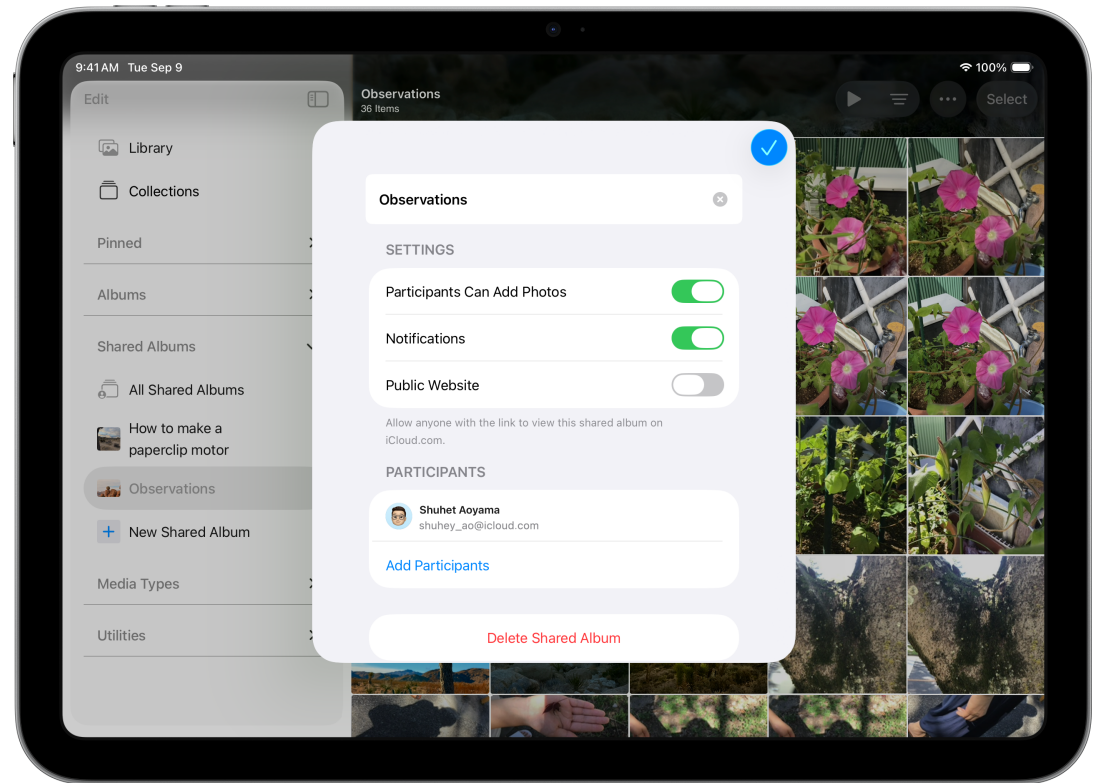 9:41 AM Tue Sep 9
100%
Edit
Library
Collections
Pinned
Albums
Shared Albums
All Shared Albums
How to make a
paperclip motor
Observations
New Shared Album
Media Types
Utilities
Observations
36 Items
Select
Observations
SETTINGS
Participants Can Add Photos
Notifications
Public Website
Allow anyone with the link to view this shared album on
iCloud.com.
PARTICIPANTS
Shuhet Aoyama
shuhey_ao@icloud.com
Add Participants
Delete Shared Album